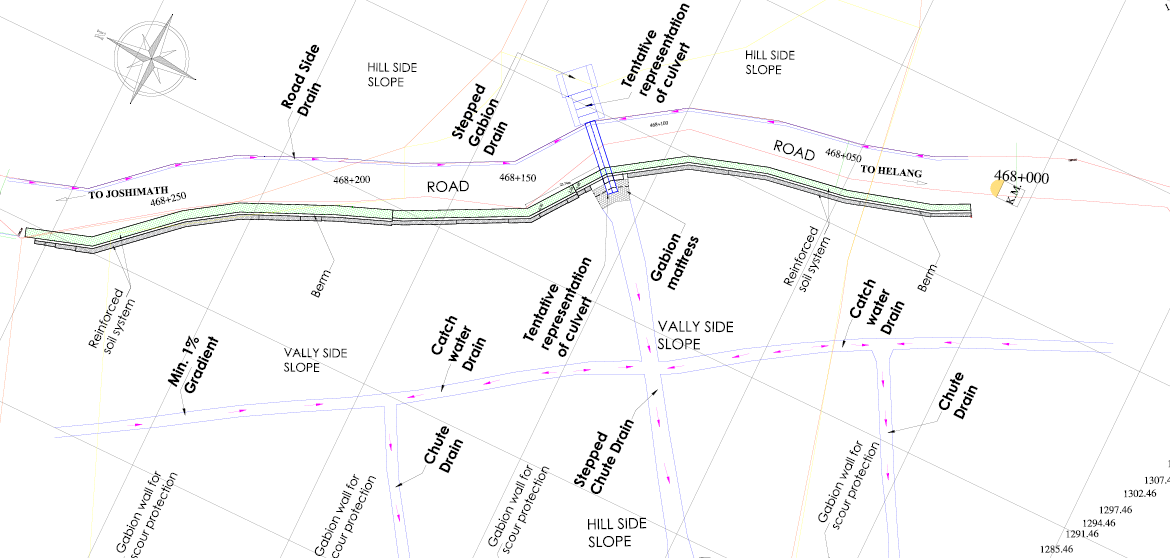 Road Side
Drain
HILL SIDE
SLOPE
Stepped
Gabion
Drain
Tentative
representation
of culvert
HILL SIDE
SLOPE
468+100
ROAD
468+050
TO HELANG
468+000
K.M.
TO JOSHIMATH
468+250
468+200
ROAD
468+150
Reinforced
soil system
Berm
Tentative
representation
of culvert
Gabion
mattress
Reinforced
soil system
Berm
Min. 1%
Gradient
VALLY SIDE
SLOPE
Catch
water
Drain
VALLY SIDE
SLOPE
Catch
water
Drain
Chute
Drain
Stepped
Chute Drain
Chute
Drain
Gabion wall for
scour protection
Gabion wall for
cour protection
Gabion wall for
scour protection
HILL SIDE
SLOPE
Gabion wall for
scour protection
1307.4
1302.46
1297.46
1294.46
1291.46
1285.46